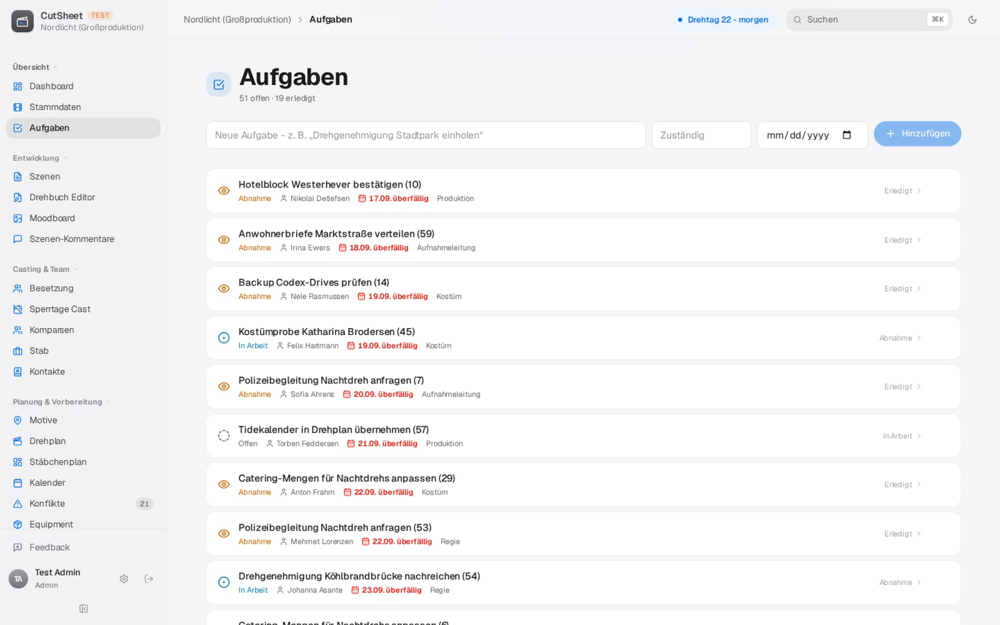 CutSheet TEST
Nordlicht (Großproduktion)
Übersicht
Dashboard
Stammdaten
Aufgaben
Entwicklung
Szenen
Drehbuch Editor
Moodboard
Szenen-Kommentare
Casting & Team
Besetzung
Sperrtage Cast
Komparsen
Stab
Kontakte
Planung & Vorbereitung
Motive
Drehplan
Stäbchenplan
Kalender
Konflikte 21
Equipment
Feedback
TA
Test Admin
Admin
Nordlicht (Großproduktion) Aufgaben
Drehtag 22 - morgen
Suchen ⌘K
Aufgaben
51 offen · 19 erledigt
Neue Aufgabe - z. B. „Drehgenehmigung Stadtpark einholen“
Zuständig
mm/dd/yyyy
Hinzufügen
Hotelblock Westerhever bestätigen (10)
Abnahme Nikolai Detlefsen 17.09. überfällig Produktion
Erledigt
Anwohnerbriefe Marktstraße verteilen (59)
Abnahme Irina Ewers 18.09. überfällig Aufnahmeleitung
Erledigt
Backup Codex-Drives prüfen (14)
Abnahme Nele Rasmussen 19.09. überfällig Kostüm
Erledigt
Kostümprobe Katharina Brodersen (45)
In Arbeit Felix Hartmann 19.09. überfällig Kostüm
Abnahme
Polizeibegleitung Nachtdreh anfragen (7)
Abnahme Sofia Ahrens 20.09. überfällig Aufnahmeleitung
Erledigt
Tidekalender in Drehplan übernehmen (57)
Offen Torben Feddersen 21.09. überfällig Produktion
In Arbeit
Catering-Mengen für Nachtdrehs anpassen (29)
Abnahme Anton Frahm 22.09. überfällig Kostüm
Erledigt
Polizeibegleitung Nachtdreh anfragen (53)
Abnahme Mehmet Lorenzen 22.09. überfällig Regie
Erledigt
Drehgenehmigung Köhlbrandbrücke nachreichen (54)
In Arbeit Johanna Asante 23.09. überfällig Regie
Abnahme
Catering-Mengen für Nachtdrehs anpassen (6)